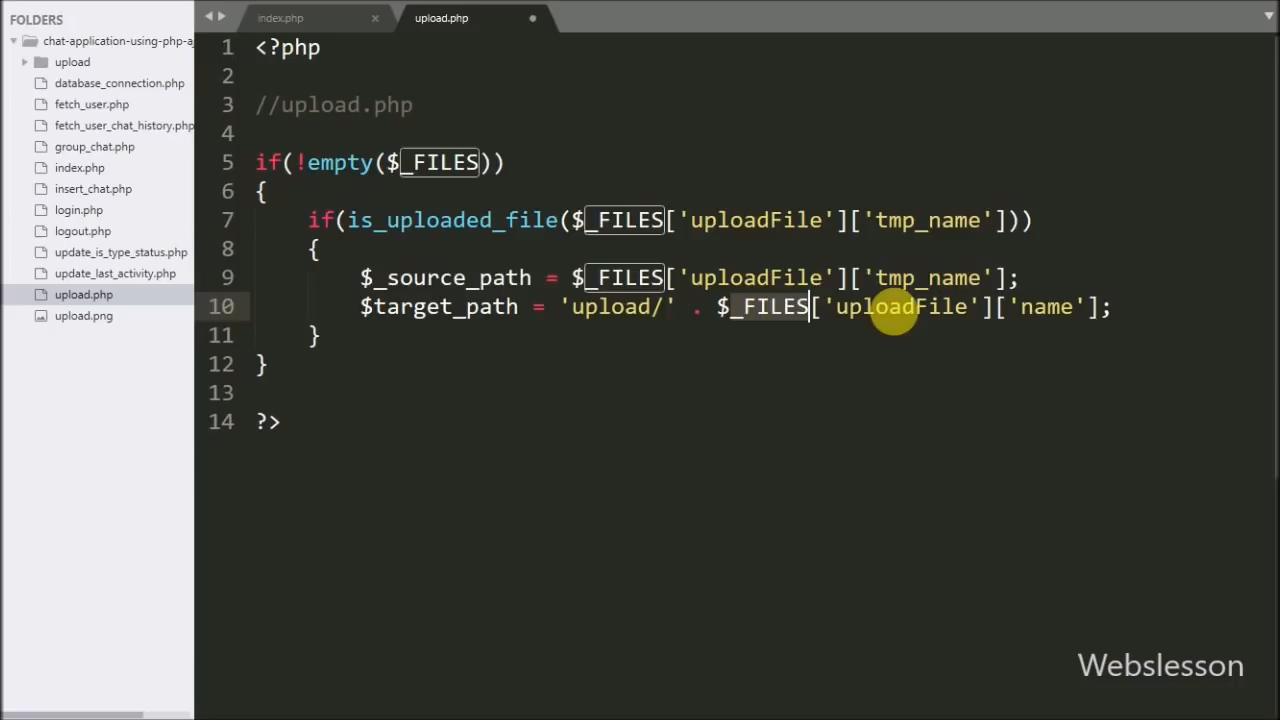 FOLDERS
chat-application-using-php-aj
upload
database_connection.php
fetch_user.php
fetch_user_chat_history.php
group_chat.php
index.php
insert_chat.php
login.php
logout.php
update_is_type_status.php
update_last_activity.php
upload.php
upload.png
index.php
upload.php
1 <?php
2
3 //upload.php
4
5 if(!empty($_FILES))
6 {
7 if(is_uploaded_file($_FILES['uploadFile']['tmp_name']))
8 {
9 $_source_path = $_FILES['uploadFile']['tmp_name'];
10 $target_path = 'upload/' . $_FILES['uploadFile']['name'];
11 }
12 }
13
14 ?>
Webslesson